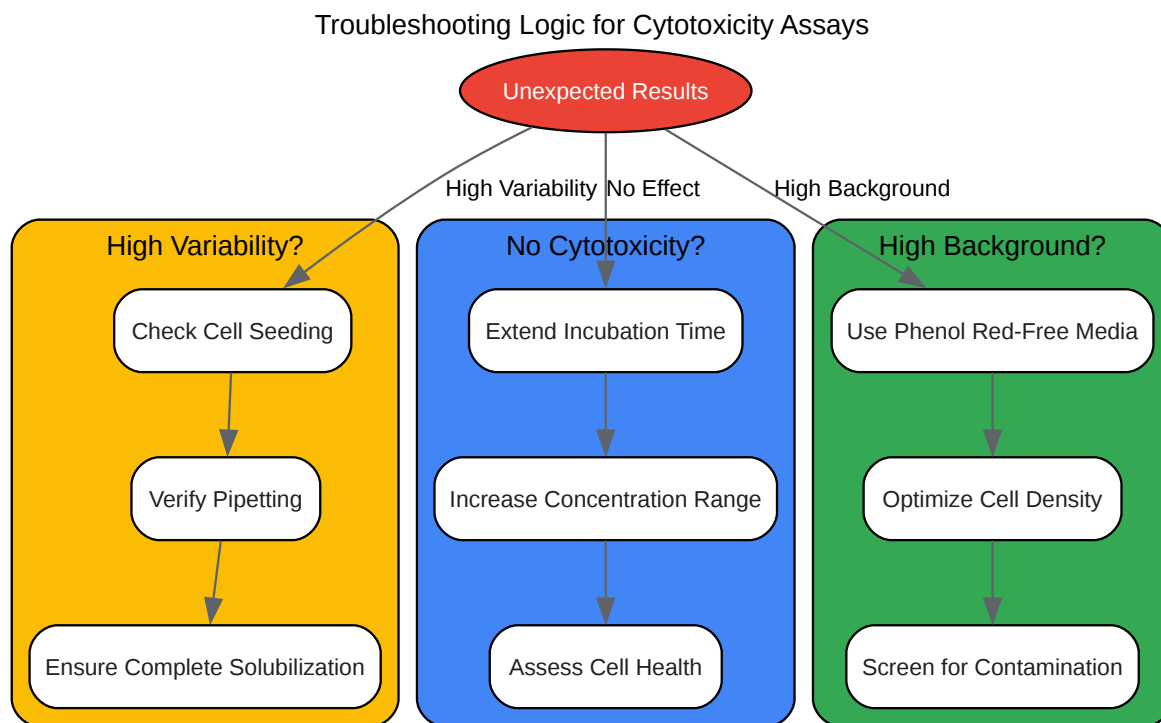 Troubleshooting Logic for Cytotoxicity Assays
Unexpected Results
High Variability
No Effect
High Background
High Variability?
No Cytotoxicity?
High Background?
Check Cell Seeding
Extend Incubation Time
Use Phenol Red-Free Media
Verify Pipetting
Increase Concentration Range
Optimize Cell Density
Ensure Complete Solubilization
Assess Cell Health
Screen for Contamination